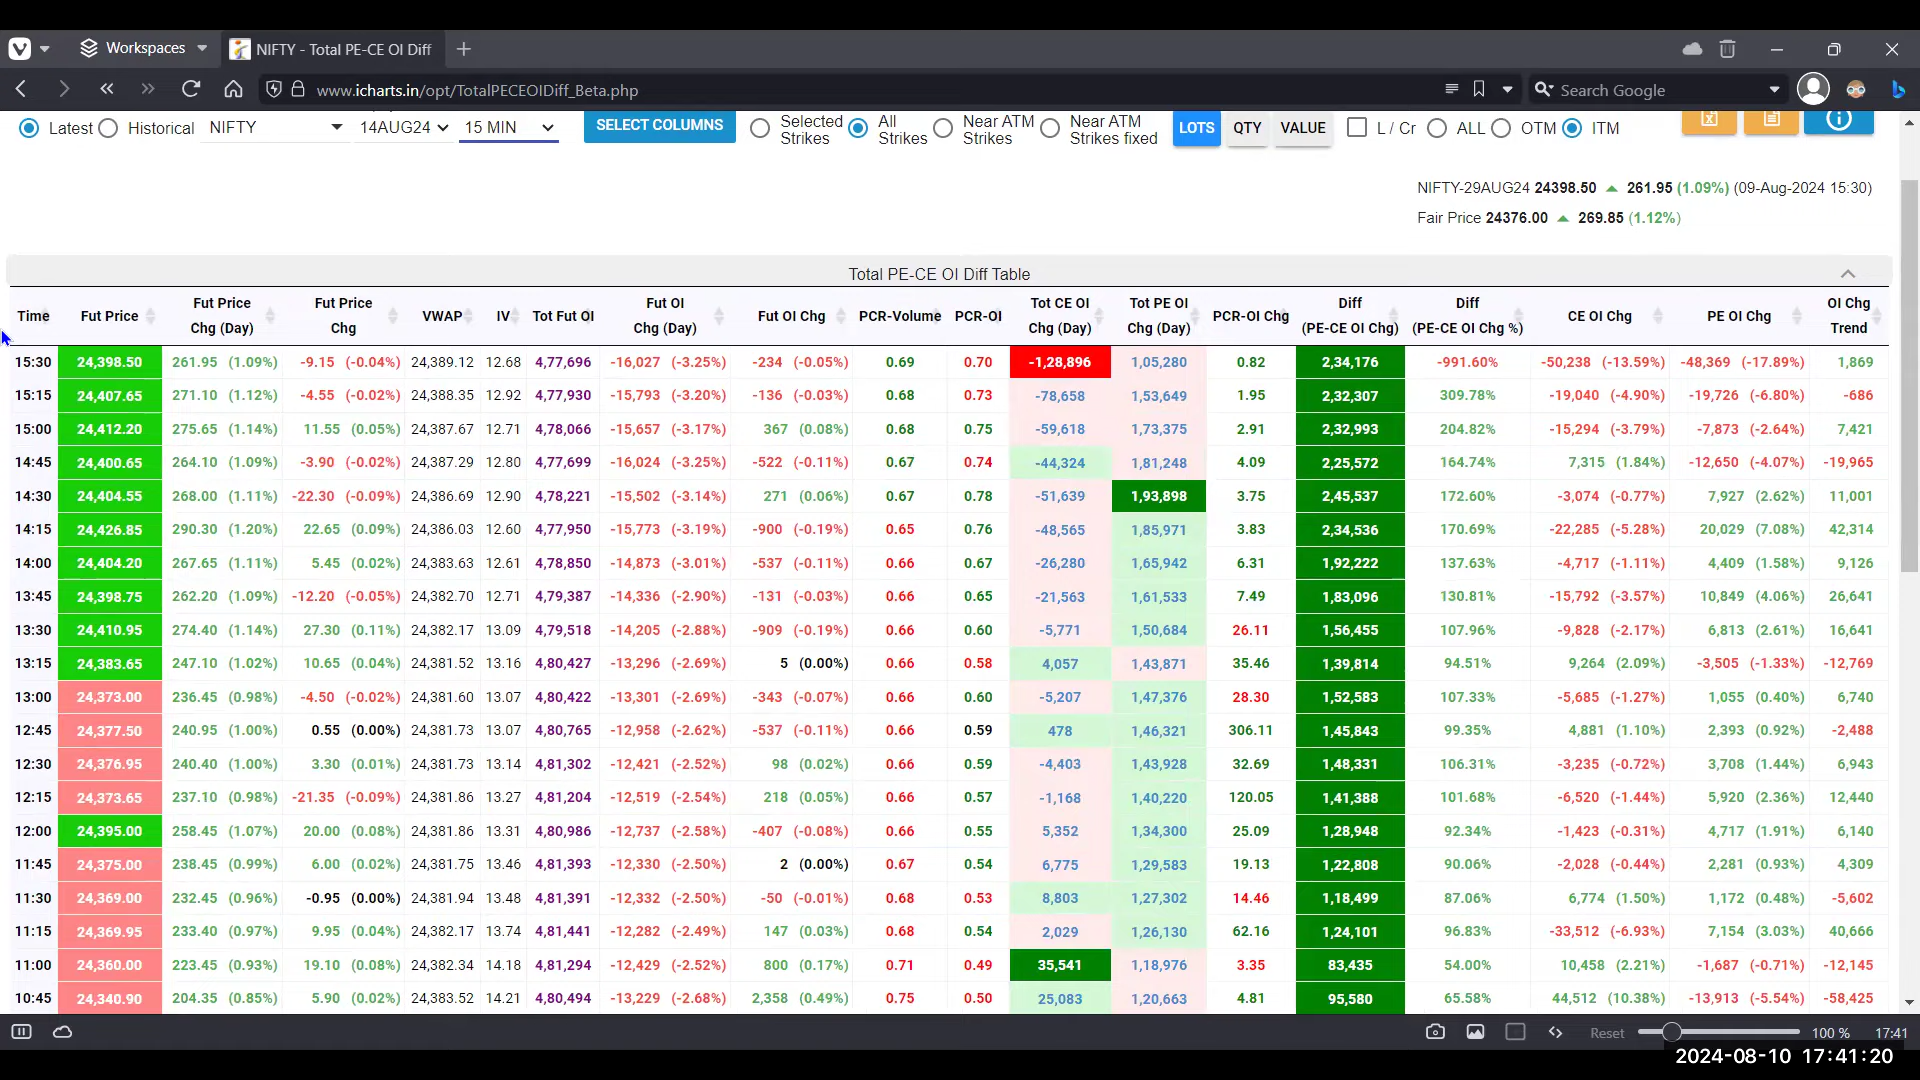 Workspaces NIFTY - Total PE-CE OI Diff
www.icharts.in/opt/TotalPECEOIDiff_Beta.php Search Google
Latest Historical NIFTY 14AUG24 15 MIN SELECT COLUMNS Selected Strikes All Strikes Near ATM Strikes Near ATM Strikes fixed LOTS QTY VALUE L / Cr ALL OTM ITM
NIFTY-29AUG24 24398.50 261.95 (1.09%) (09-Aug-2024 15:30)
Fair Price 24376.00 269.85 (1.12%)
Total PE-CE OI Diff Table
Time Fut Price Fut Price Chg (Day) Fut Price Chg VWAP IV Tot Fut OI Fut OI Chg (Day) Fut OI Chg PCR-Volume PCR-OI Tot CE OI Chg (Day) Tot PE OI Chg (Day) PCR-OI Chg Diff (PE-CE OI Chg) Diff (PE-CE OI Chg %) CE OI Chg PE OI Chg OI Chg Trend
15:30 24,398.50 261.95 (1.09%) -9.15 (-0.04%) 24,389.12 12.68 4,77,696 -16,027 (-3.25%) -234 (-0.05%) 0.69 0.70 -1,28,896 1,05,280 0.82 2,34,176 -991.60% -50,238 (-13.59%) -48,369 (-17.89%) 1,869
15:15 24,407.65 271.10 (1.12%) -4.55 (-0.02%) 24,388.35 12.92 4,77,930 -15,793 (-3.20%) -136 (-0.03%) 0.68 0.73 -78,658 1,53,649 1.95 2,32,307 309.78% -19,040 (-4.90%) -19,726 (-6.80%) -686
15:00 24,412.20 275.65 (1.14%) 11.55 (0.05%) 24,387.67 12.71 4,78,066 -15,657 (-3.17%) 367 (0.08%) 0.68 0.75 -59,618 1,73,375 2.91 2,32,993 204.82% -15,294 (-3.79%) -7,873 (-2.64%) 7,421
14:45 24,400.65 264.10 (1.09%) -3.90 (-0.02%) 24,387.29 12.80 4,77,699 -16,024 (-3.25%) -522 (-0.11%) 0.67 0.74 -44,324 1,81,248 4.09 2,25,572 164.74% 7,315 (1.84%) -12,650 (-4.07%) -19,965
14:30 24,404.55 268.00 (1.11%) -22.30 (-0.09%) 24,386.69 12.90 4,78,221 -15,502 (-3.14%) 271 (0.06%) 0.67 0.78 -51,639 1,93,898 3.75 2,45,537 172.60% -3,074 (-0.77%) 7,927 (2.62%) 11,001
14:15 24,426.85 290.30 (1.20%) 22.65 (0.09%) 24,386.03 12.60 4,77,950 -15,773 (-3.19%) -900 (-0.19%) 0.65 0.76 -48,565 1,85,971 3.83 2,34,536 170.69% -22,285 (-5.28%) 20,029 (7.08%) 42,314
14:00 24,404.20 267.65 (1.11%) 5.45 (0.02%) 24,383.63 12.61 4,78,850 -14,873 (-3.01%) -537 (-0.11%) 0.66 0.67 -26,280 1,65,942 6.31 1,92,222 137.63% -4,717 (-1.11%) 4,409 (1.58%) 9,126
13:45 24,398.75 262.20 (1.09%) -12.20 (-0.05%) 24,382.70 12.71 4,79,387 -14,336 (-2.90%) -131 (-0.03%) 0.66 0.65 -21,563 1,61,533 7.49 1,83,096 130.81% -15,792 (-3.57%) 10,849 (4.06%) 26,641
13:30 24,410.95 274.40 (1.14%) 27.30 (0.11%) 24,382.17 13.09 4,79,518 -14,205 (-2.88%) -909 (-0.19%) 0.66 0.60 -5,771 1,50,684 26.11 1,56,455 107.96% -9,828 (-2.17%) 6,813 (2.61%) 16,641
13:15 24,383.65 247.10 (1.02%) 10.65 (0.04%) 24,381.52 13.16 4,80,427 -13,296 (-2.69%) 5 (0.00%) 0.66 0.58 4,057 1,43,871 35.46 1,39,814 94.51% 9,264 (2.09%) -3,505 (-1.33%) -12,769
13:00 24,373.00 236.45 (0.98%) -4.50 (-0.02%) 24,381.60 13.07 4,80,422 -13,301 (-2.69%) -343 (-0.07%) 0.66 0.60 -5,207 1,47,376 28.30 1,52,583 107.33% -5,685 (-1.27%) 1,055 (0.40%) 6,740
12:45 24,377.50 240.95 (1.00%) 0.55 (0.00%) 24,381.73 13.07 4,80,765 -12,958 (-2.62%) -537 (-0.11%) 0.66 0.59 478 1,46,321 306.11 1,45,843 99.35% 4,881 (1.10%) 2,393 (0.92%) -2,488
12:30 24,376.95 240.40 (1.00%) 3.30 (0.01%) 24,381.73 13.14 4,81,302 -12,421 (-2.52%) 98 (0.02%) 0.66 0.59 -4,403 1,43,928 32.69 1,48,331 106.31% -3,235 (-0.72%) 3,708 (1.44%) 6,943
12:15 24,373.65 237.10 (0.98%) -21.35 (-0.09%) 24,381.86 13.27 4,81,204 -12,519 (-2.54%) 218 (0.05%) 0.66 0.57 -1,168 1,40,220 120.05 1,41,388 101.68% -6,520 (-1.44%) 5,920 (2.36%) 12,440
12:00 24,395.00 258.45 (1.07%) 20.00 (0.08%) 24,381.86 13.31 4,80,986 -12,737 (-2.58%) -407 (-0.08%) 0.66 0.55 5,352 1,34,300 25.09 1,28,948 92.34% -1,423 (-0.31%) 4,717 (1.91%) 6,140
11:45 24,375.00 238.45 (0.99%) 6.00 (0.02%) 24,381.75 13.46 4,81,393 -12,330 (-2.50%) 2 (0.00%) 0.67 0.54 6,775 1,29,583 19.13 1,22,808 90.06% -2,028 (-0.44%) 2,281 (0.93%) 4,309
11:30 24,369.00 232.45 (0.96%) -0.95 (0.00%) 24,381.94 13.48 4,81,391 -12,332 (-2.50%) -50 (-0.01%) 0.68 0.53 8,803 1,27,302 14.46 1,18,499 87.06% 6,774 (1.50%) 1,172 (0.48%) -5,602
11:15 24,369.95 233.40 (0.97%) 9.95 (0.04%) 24,382.17 13.74 4,81,441 -12,282 (-2.49%) 147 (0.03%) 0.68 0.54 2,029 1,26,130 62.16 1,24,101 96.83% -33,512 (-6.93%) 7,154 (3.03%) 40,666
11:00 24,360.00 223.45 (0.93%) 19.10 (0.08%) 24,382.34 14.18 4,81,294 -12,429 (-2.52%) 800 (0.17%) 0.71 0.49 35,541 1,18,976 3.35 83,435 54.00% 10,458 (2.21%) -1,687 (-0.71%) -12,145
10:45 24,340.90 204.35 (0.85%) 5.90 (0.02%) 24,383.52 14.21 4,80,494 -13,229 (-2.68%) 2,358 (0.49%) 0.75 0.50 25,083 1,20,663 4.81 95,580 65.58% 44,512 (10.38%) -13,913 (-5.54%) -58,425
Reset 100 % 17:41
2024-08-10 17:41:20